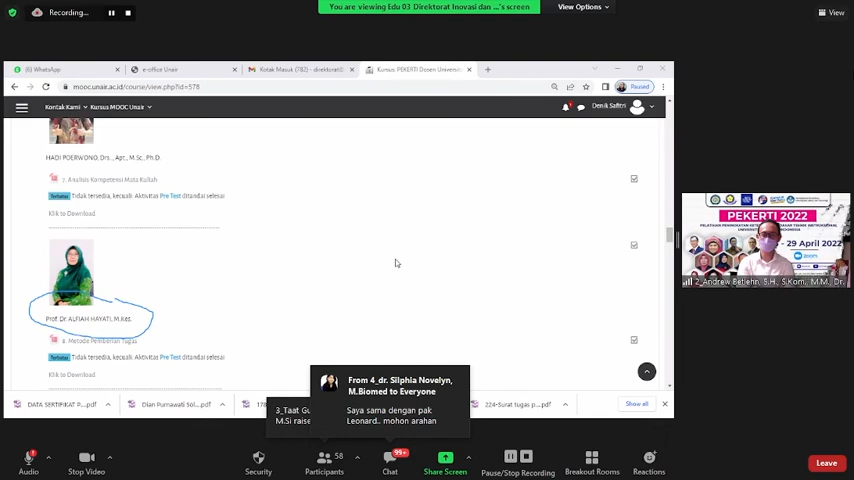 Recording...
You are viewing Edu 03 Direktorat Inovasi dan ...'s screen
View Options
View
(6) WhatsApp
e-office Unair
Kotak Masuk (782) - direktorat@
Kursus: PEKERTI Dosen Universit
mooc.unair.ac.id/course/view.php?id=578
Paused
Kontak Kami
Kursus MOOC Unair
Denik Safitri
HADI POERWONO, Drs., Apt., M.Sc., Ph.D
7. Analisis Kompetensi Mata Kuliah
Terbatas Tidak tersedia, kecuali: Aktivitas Pre Test ditandai selesai
Klik to Download
Prof. Dr. ALFIAH HAYATI, M.Kes.
8. Metode Pemberian Tugas
Terbatas Tidak tersedia, kecuali: Aktivitas Pre Test ditandai selesai
Klik to Download
PEKERTI 2022
- 29 April 2022
zoom
2_Andrew Betlehn, S.H., S.Kom., M.M., Dr.
From 4_dr. Silphia Novelyn,
M.Biomed to Everyone
Saya sama dengan pak
Leonard.. mohon arahan
3_Taat Gu
M.Si raise
DATA SERTIFIKAT P....pdf
Dian Purnawati Sol....pdf
178
224-Surat tugas p....pdf
Show all
Audio
Stop Video
Security
Participants
58
Chat
99+
Share Screen
Pause/Stop Recording
Breakout Rooms
Reactions
Leave